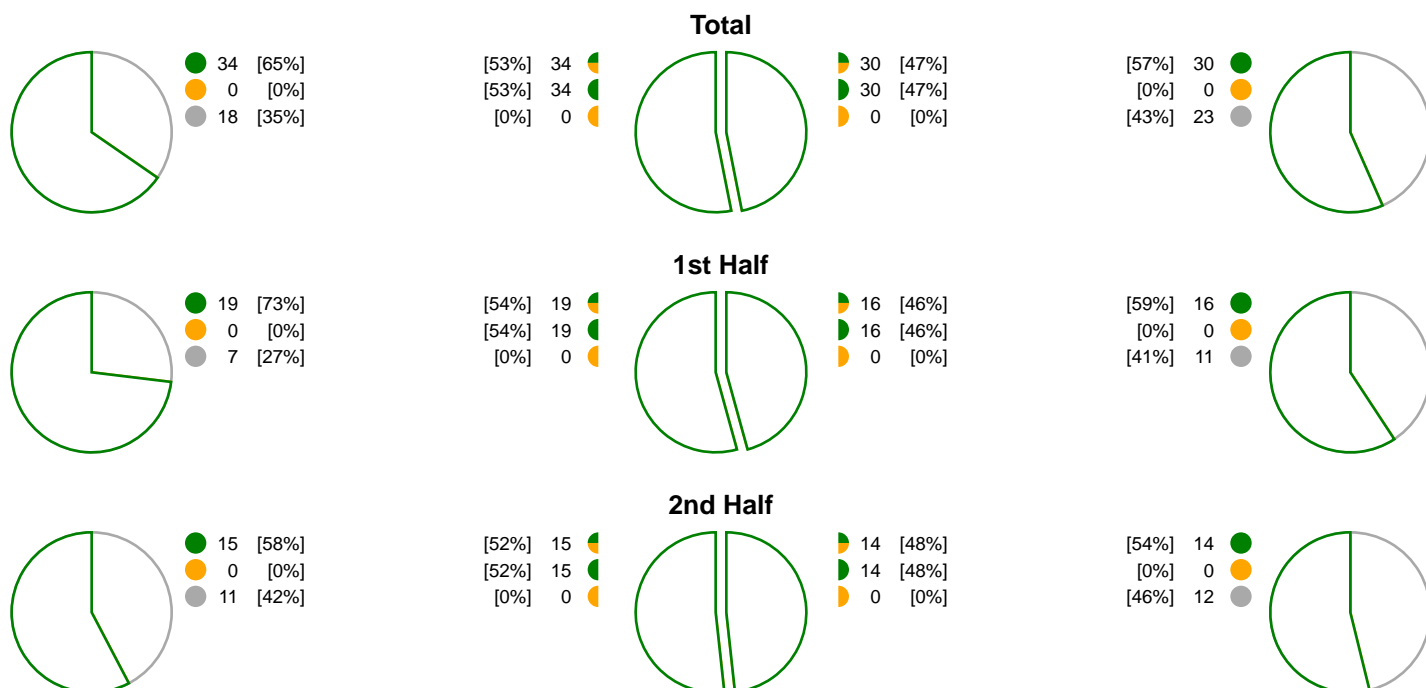 Total
34 [65%] [53%] 34 30 [47%] [57%] 30
0 [0%] [53%] 34 30 [47%] [0%] 0
18 [35%] [0%] 0 0 [0%] [43%] 23
1st Half
19 [73%] [54%] 19 16 [46%] [59%] 16
0 [0%] [54%] 19 16 [46%] [0%] 0
7 [27%] [0%] 0 0 [0%] [41%] 11
2nd Half
15 [58%] [52%] 15 14 [48%] [54%] 14
0 [0%] [52%] 15 14 [48%] [0%] 0
11 [42%] [0%] 0 0 [0%] [46%] 12